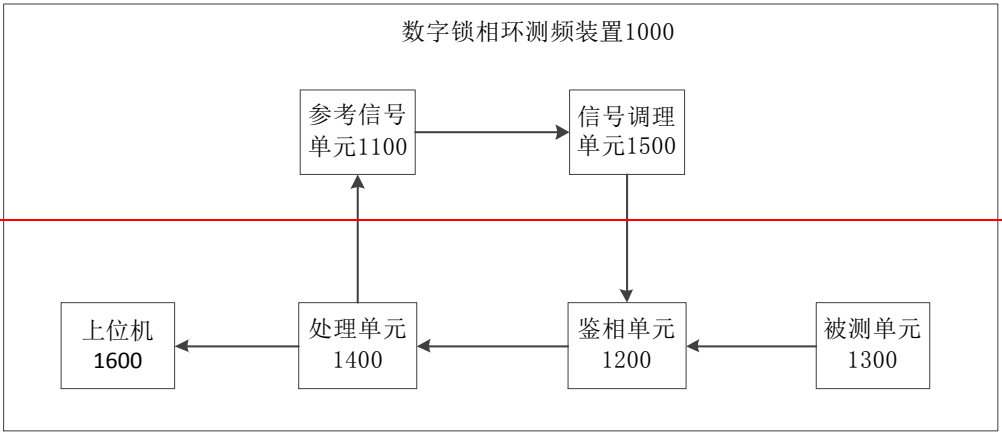 数字锁相环测频装置1000
参考信号
单元1100
信号调理
单元1500
上位机
1600
处理单元
1400
鉴相单元
1200
被测单元
1300